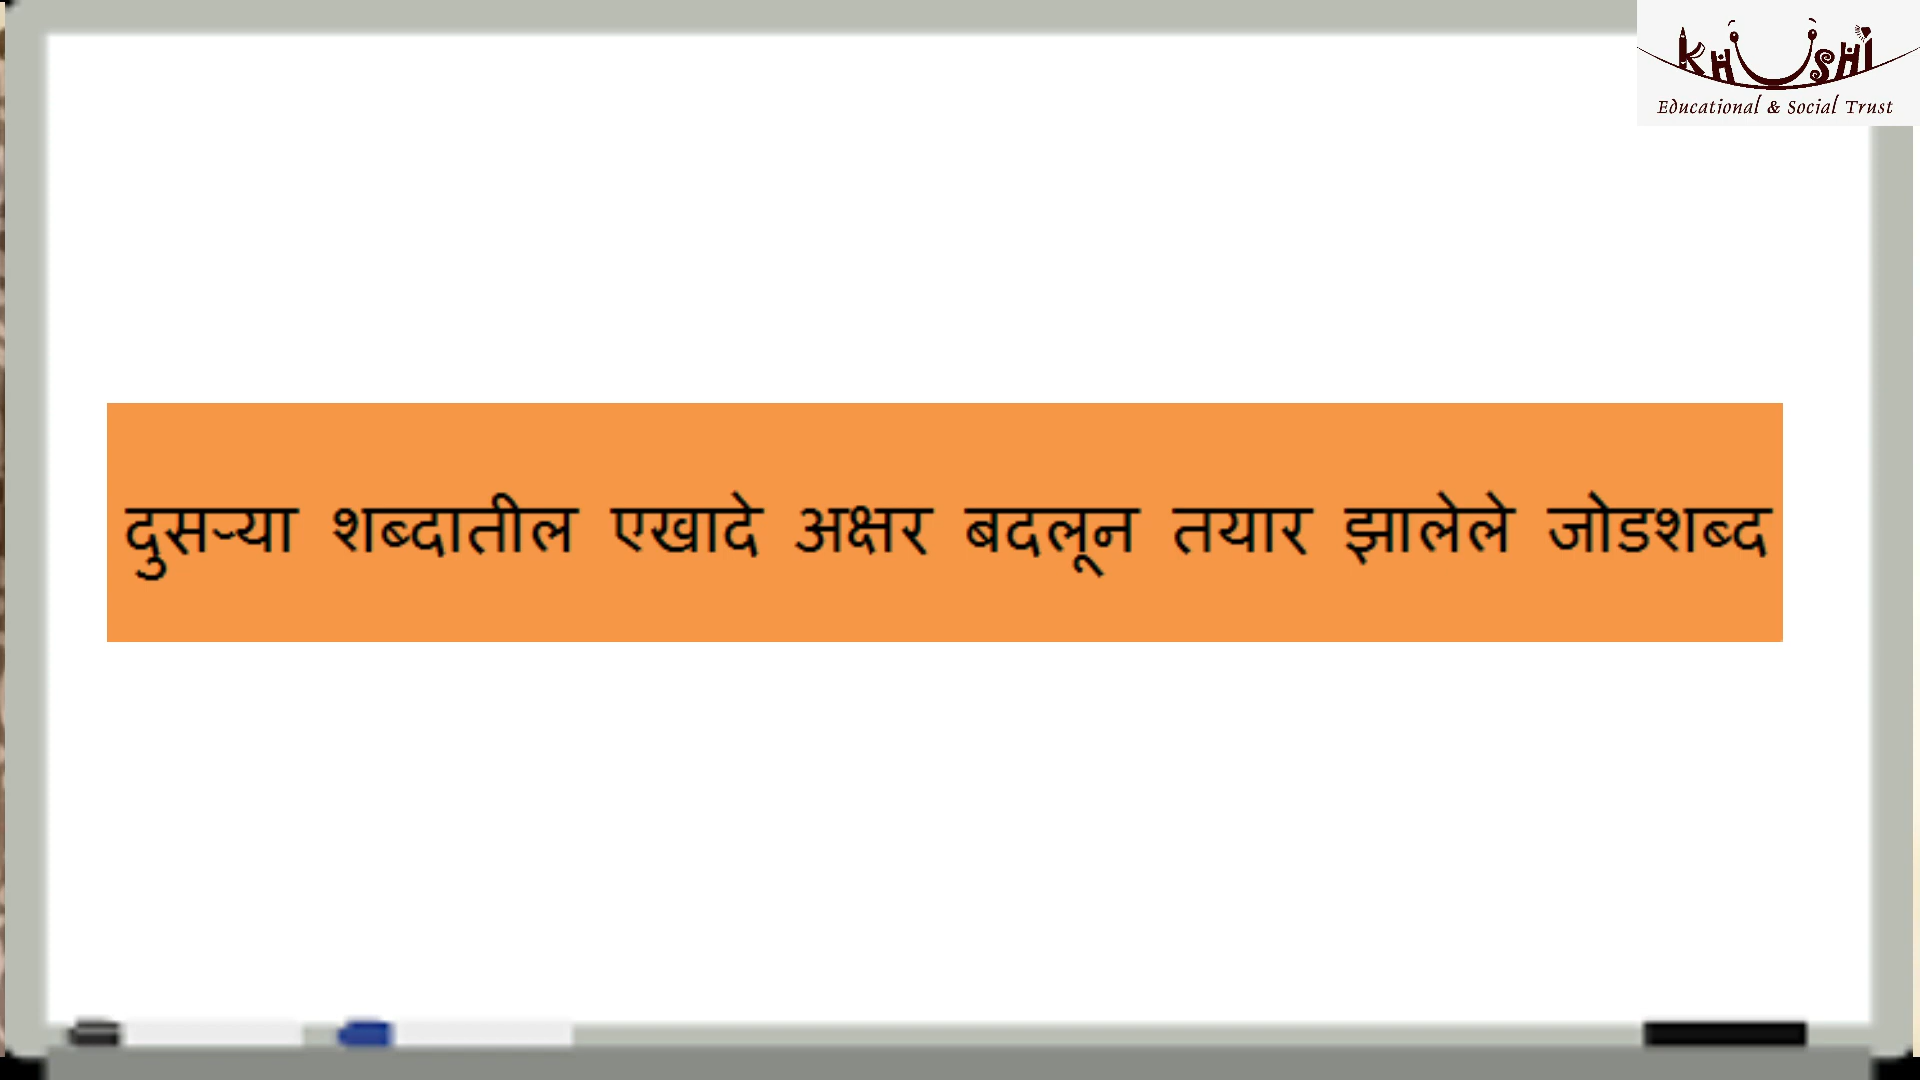 KHUSHI
Educational & Social Trust
दुसऱ्या शब्दातील एखादे अक्षर बदलून तयार झालेले जोडशब्द